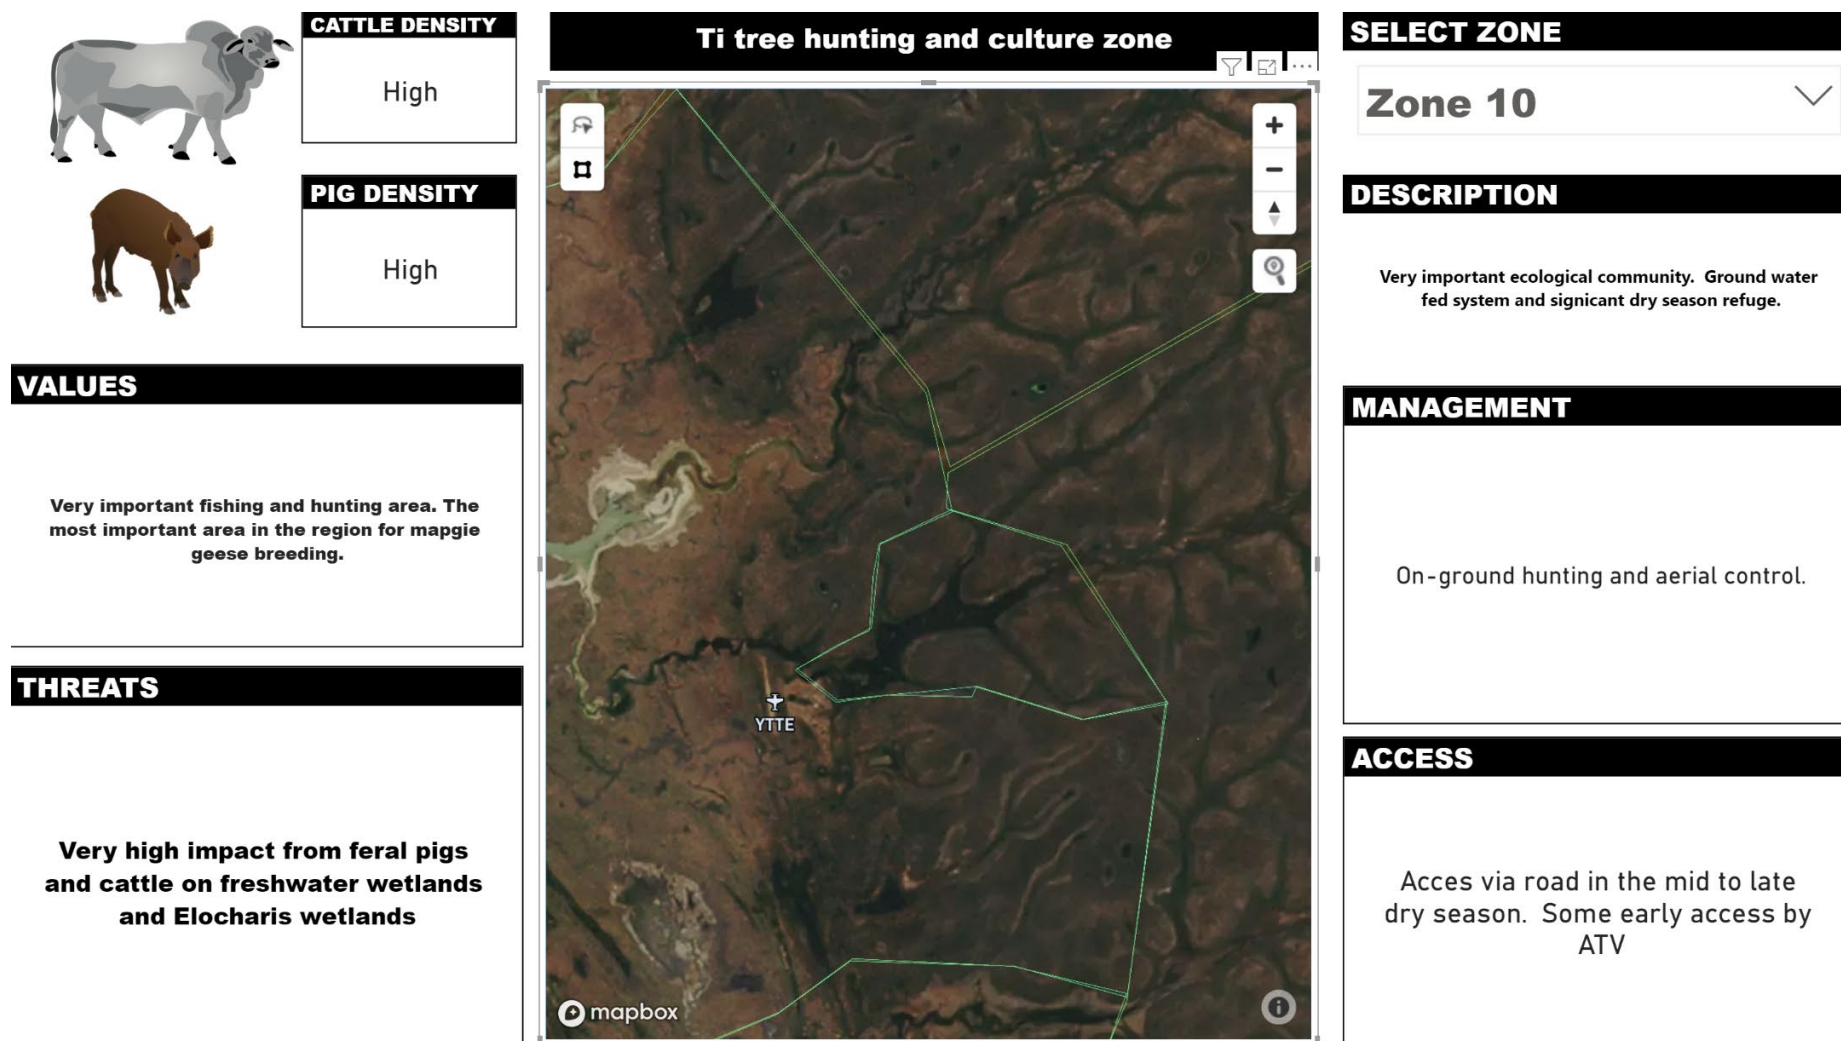 CATTLE DENSITY
High
PIG DENSITY
High
VALUES
Very important fishing and hunting area. The
most important area in the region for mapgie
geese breeding.
THREATS
Very high impact from feral pigs
and cattle on freshwater wetlands
and Elocharis wetlands
Ti tree hunting and culture zone
YTTE
mapbox
SELECT ZONE
Zone 10
DESCRIPTION
Very important ecological community. Ground water
fed system and signicant dry season refuge.
MANAGEMENT
On-ground hunting and aerial control.
ACCESS
Acces via road in the mid to late
dry season. Some early access by
ATV